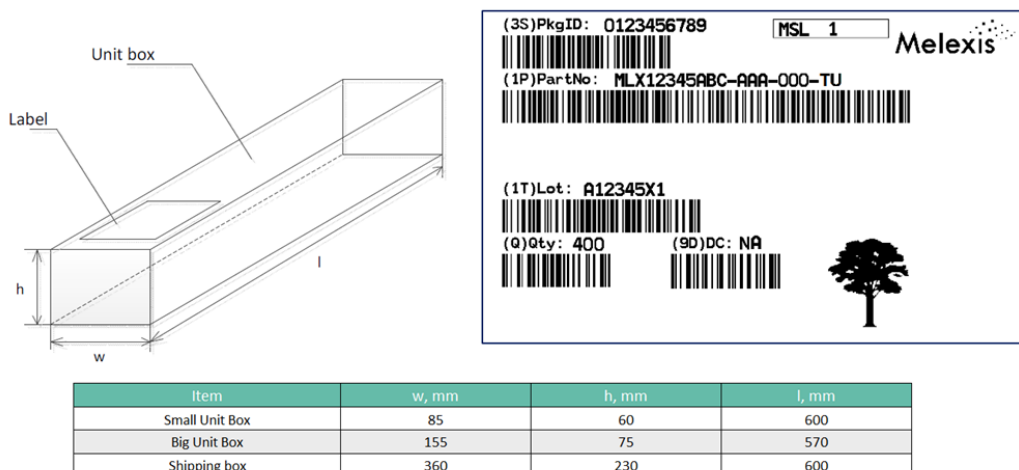 Unit box
Label
h
w
l
(3S)PkgID: 0123456789
MSL 1
Melexis
(1P)PartNo: MLX12345ABC-AAA-000-TU
(1T)Lot: A12345X1
(Q)Qty: 400
(9D)DC: NA
Item w, mm h, mm l, mm
Small Unit Box 85 60 600
Big Unit Box 155 75 570
Shipping box 360 230 600